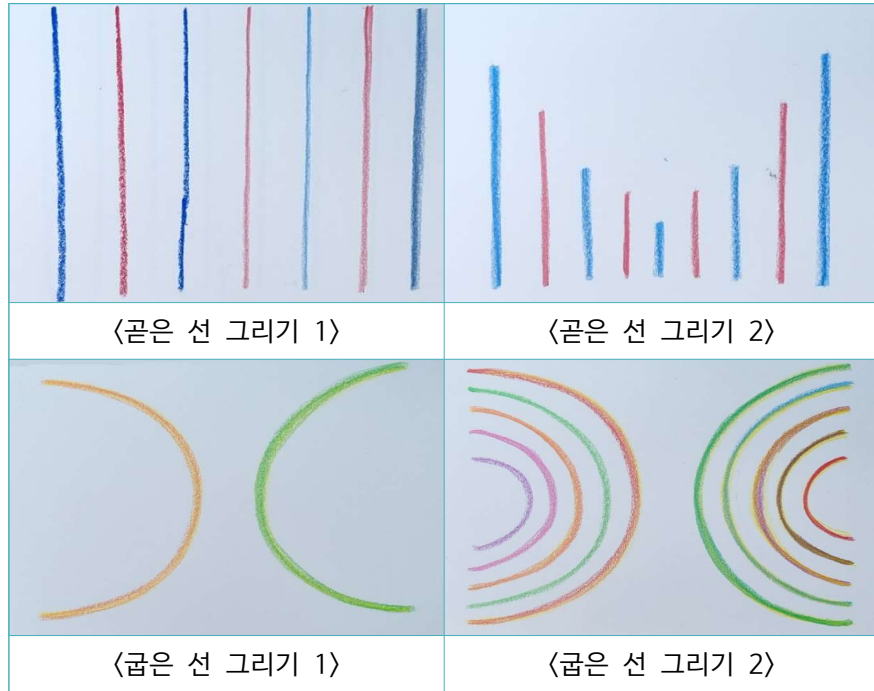 〈곧은 선 그리기 1〉
〈곧은 선 그리기 2〉
〈굽은 선 그리기 1〉
〈굽은 선 그리기 2〉